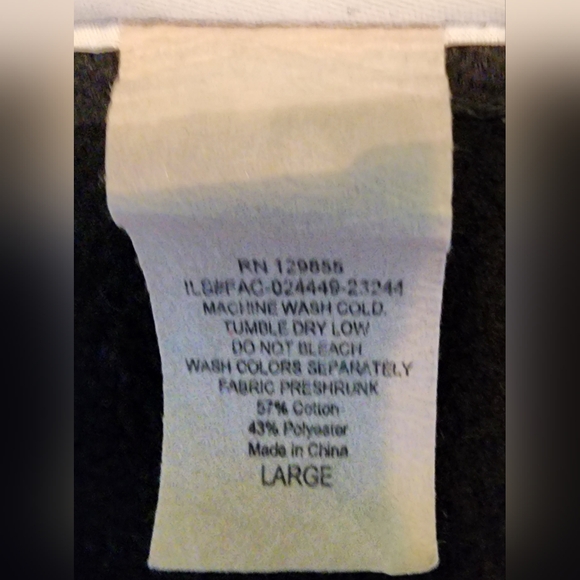 RN 129855
ILS#FAC-024449-23244
MACHINE WASH COLD.
TUMBLE DRY LOW
DO NOT BLEACH
WASH COLORS SEPARATELY
FABRIC PRESHRUNK
57% Cotton
43% Polyester
Made in China
LARGE